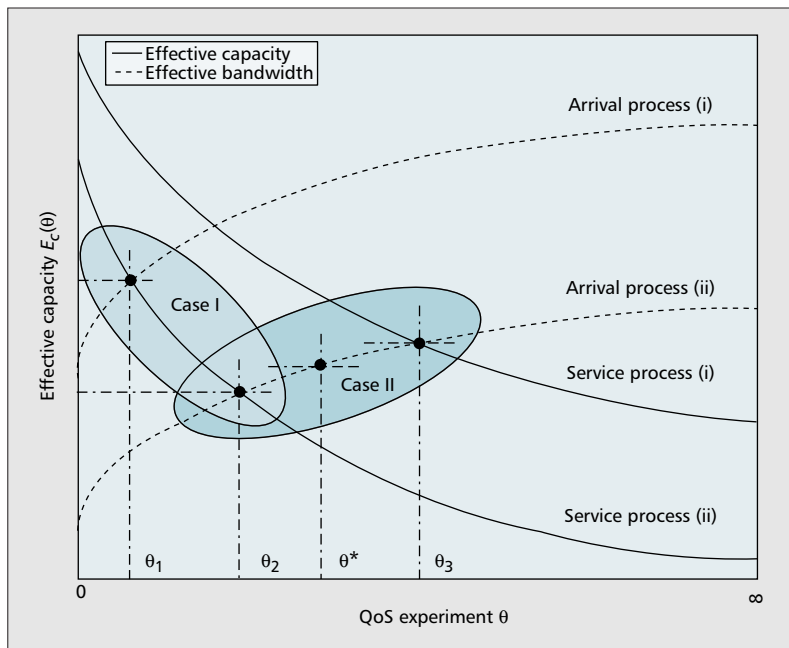 Effective capacity
Effective bandwidth
Arrival process (i)
Effective capacity E_c(θ)
Case I
Arrival process (ii)
Case II
Service process (i)
Service process (ii)
θ1
θ2
θ*
θ3
0
∞
QoS experiment θ